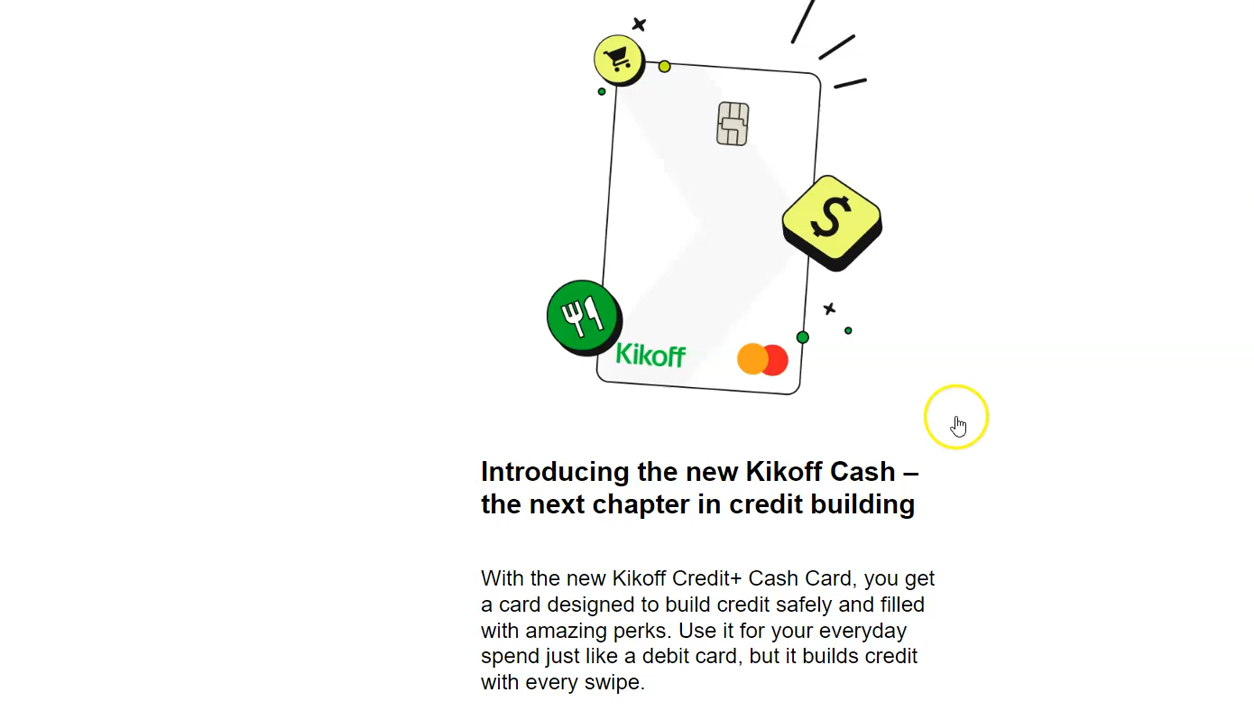 $
Kikoff
Introducing the new Kikoff Cash –
the next chapter in credit building
With the new Kikoff Credit+ Cash Card, you get
a card designed to build credit safely and filled
with amazing perks. Use it for your everyday
spend just like a debit card, but it builds credit
with every swipe.